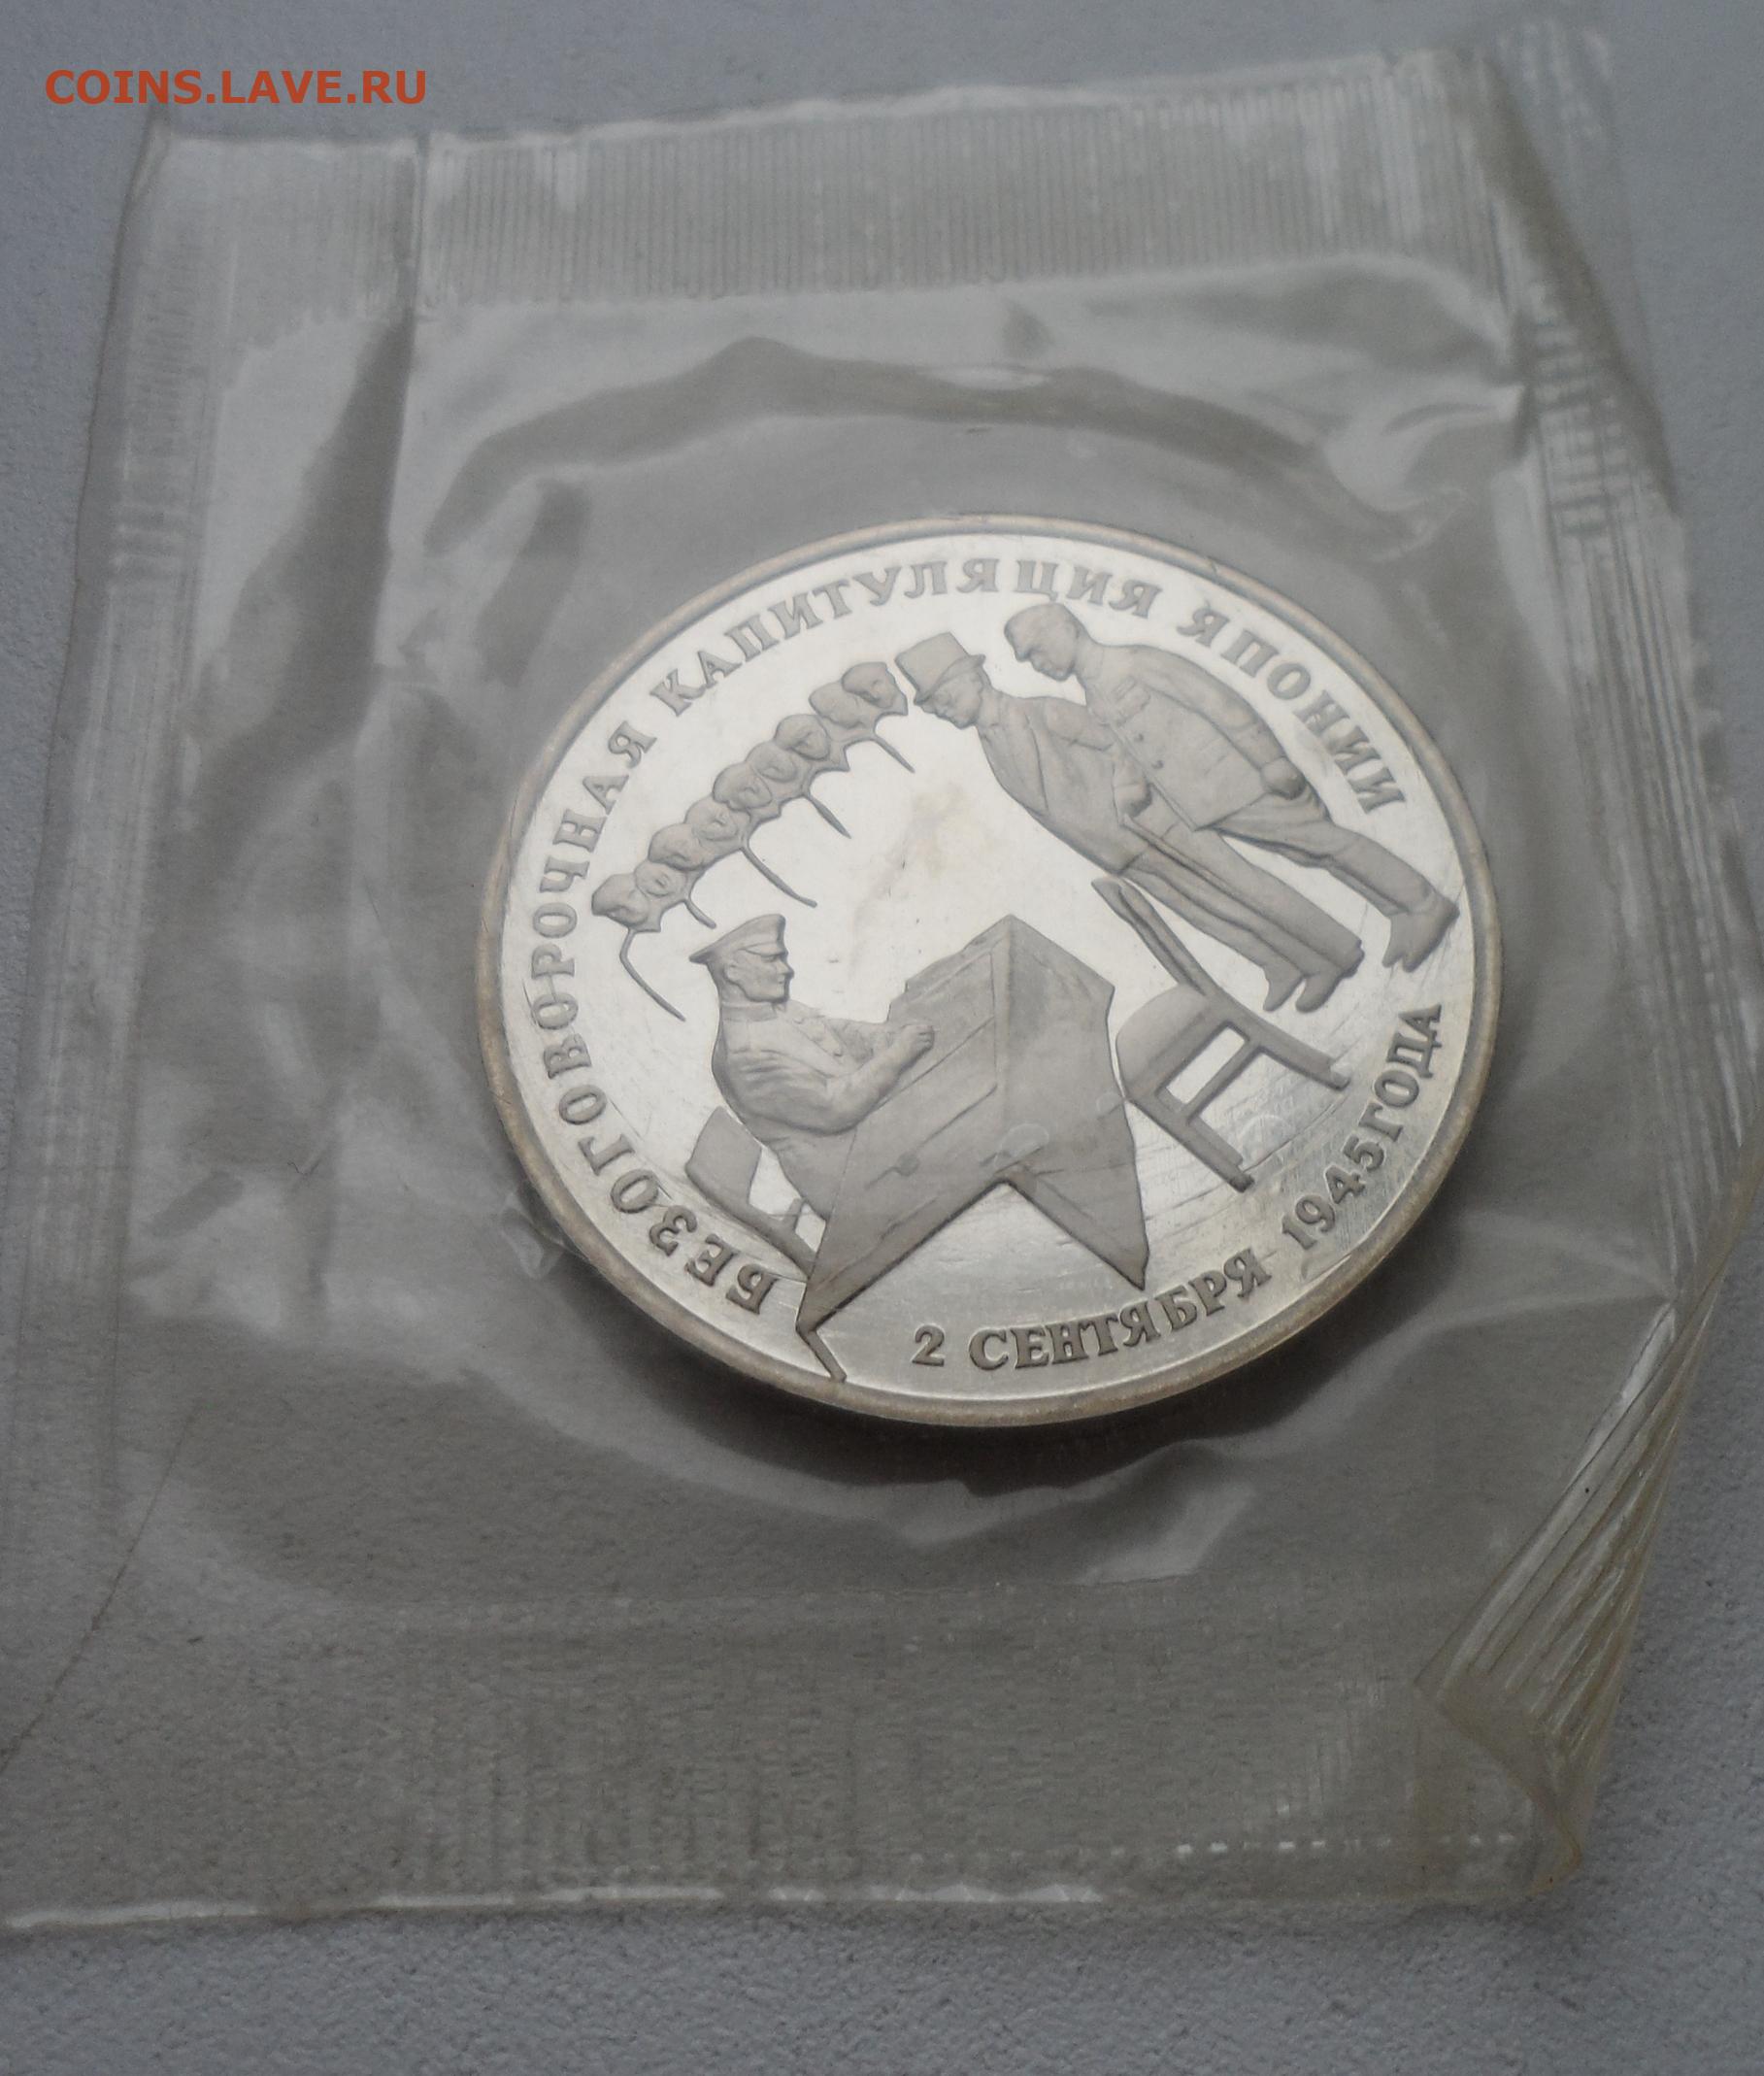 COINS.LAVE.RU
БЕЗОГОВОРОЧНАЯ КАПИТУЛЯЦИЯ ЯПОНИИ
2 СЕНТЯБРЯ 1945 ГОДА